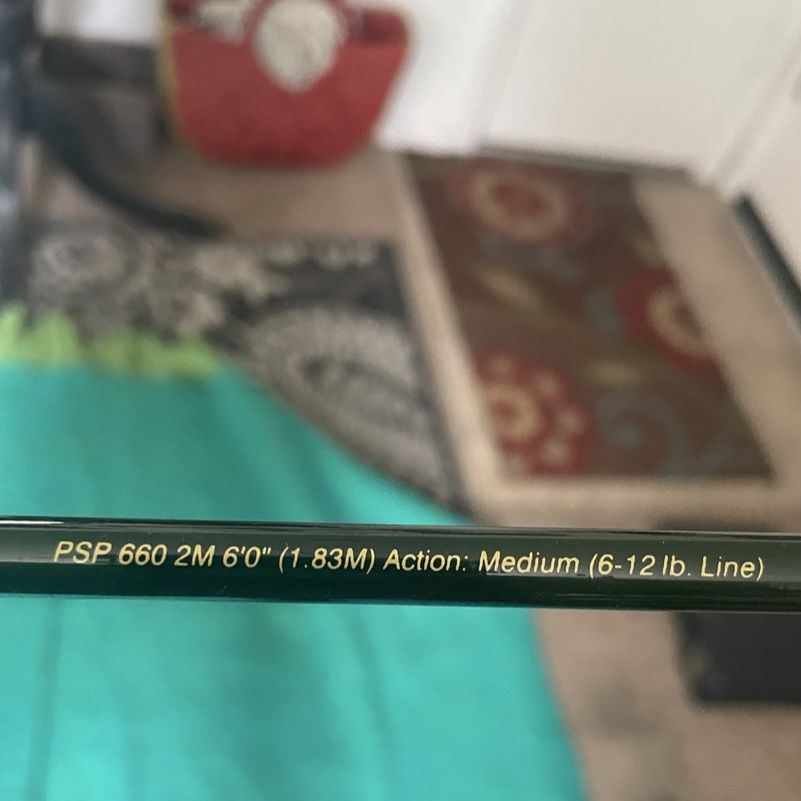 PSP 660 2M 6'0" (1.83M) Action: Medium (6-12 lb. Line)